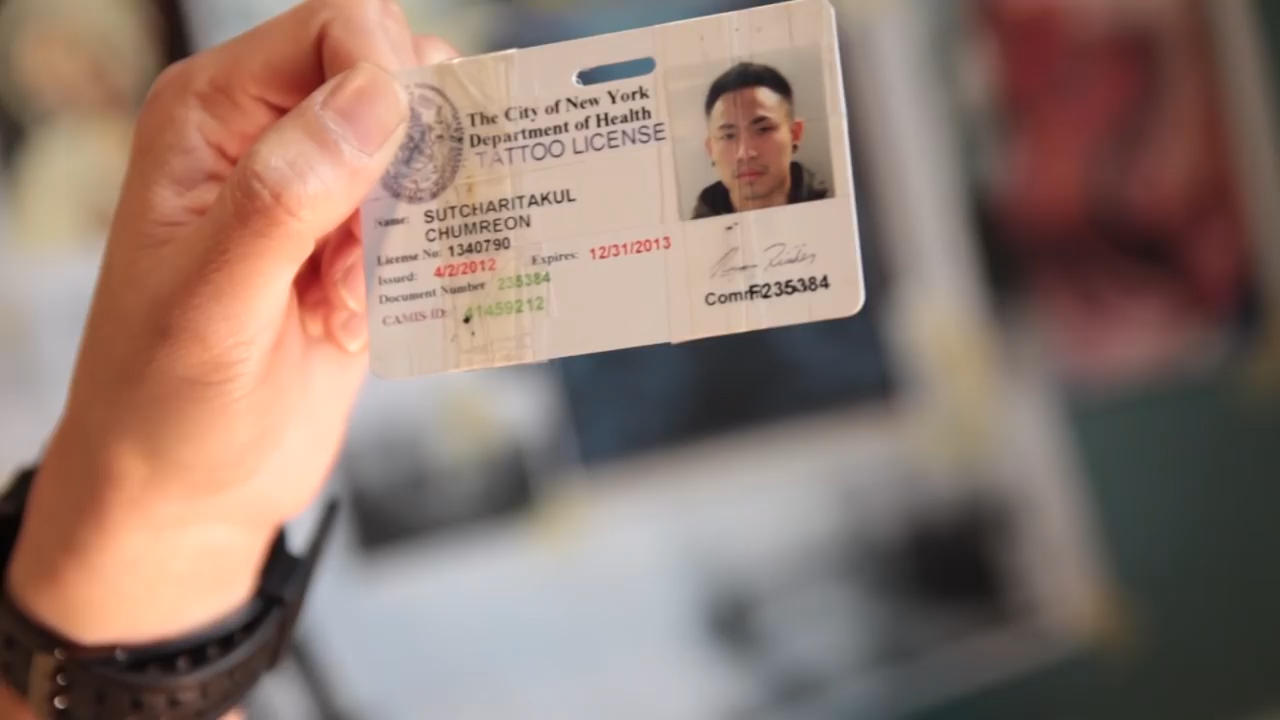 The City of New York
Department of Health
TATTOO LICENSE
Name: SUTCHARITAKUL
CHUMREON
License No: 1340790
Issued: 4/2/2012 Expires: 12/31/2013
Document Number 235384
CAMIS-ID: 41459212
F235384